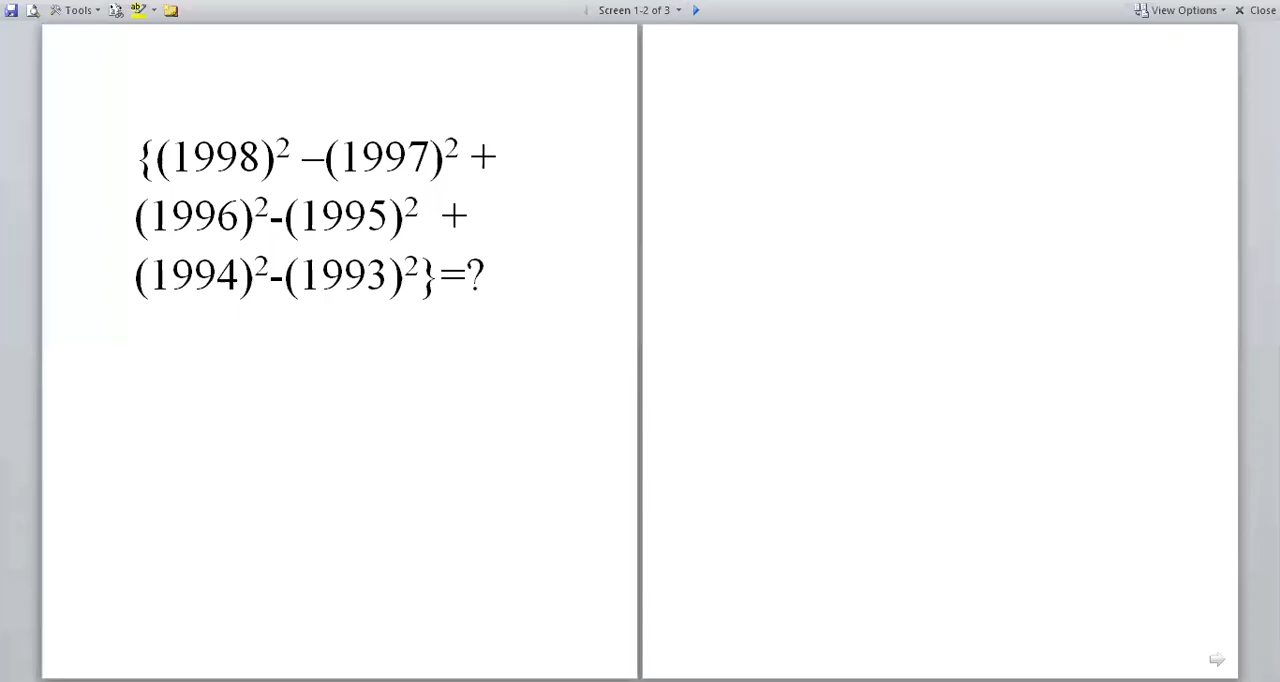 Tools
Screen 1-2 of 3
View Options
Close
{(1998)² –(1997)² +
(1996)²-(1995)² +
(1994)²-(1993)²}=?